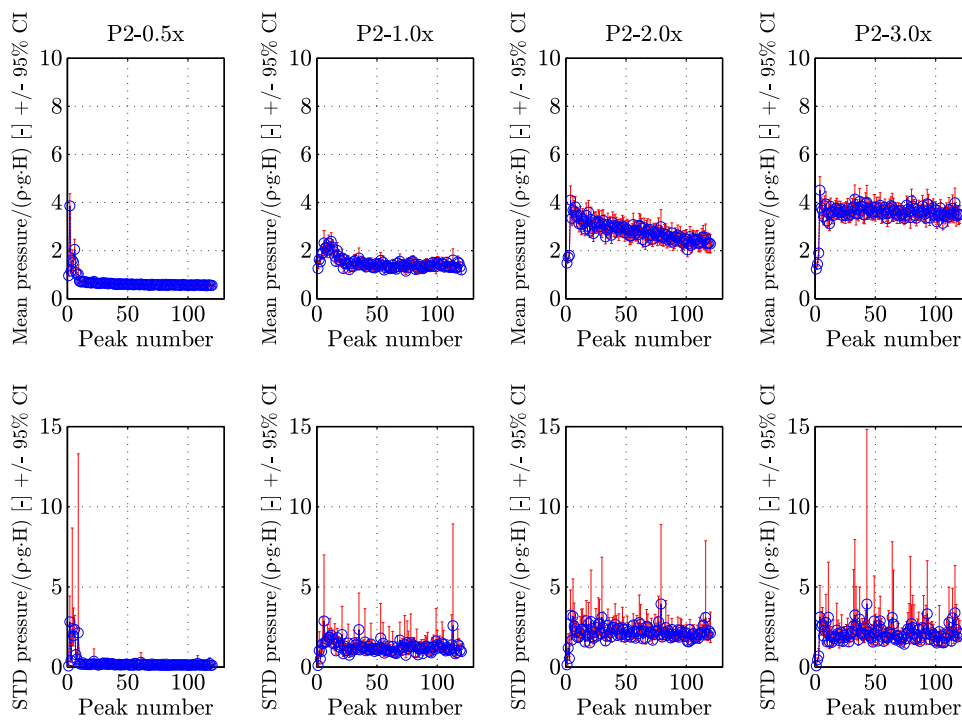 P2-0.5x
P2-1.0x
P2-2.0x
P2-3.0x
Mean pressure/(ρ·g·H) [-] +/- 95% CI
10
8
6
4
2
0
0 50 100
Peak number
Mean pressure/(ρ·g·H) [-] +/- 95% CI
10
8
6
4
2
0
0 50 100
Peak number
Mean pressure/(ρ·g·H) [-] +/- 95% CI
10
8
6
4
2
0
0 50 100
Peak number
Mean pressure/(ρ·g·H) [-] +/- 95% CI
10
8
6
4
2
0
0 50 100
Peak number
STD pressure/(ρ·g·H) [-] +/- 95% CI
15
10
5
0
0 50 100
Peak number
STD pressure/(ρ·g·H) [-] +/- 95% CI
15
10
5
0
0 50 100
Peak number
STD pressure/(ρ·g·H) [-] +/- 95% CI
15
10
5
0
0 50 100
Peak number
STD pressure/(ρ·g·H) [-] +/- 95% CI
15
10
5
0
0 50 100
Peak number